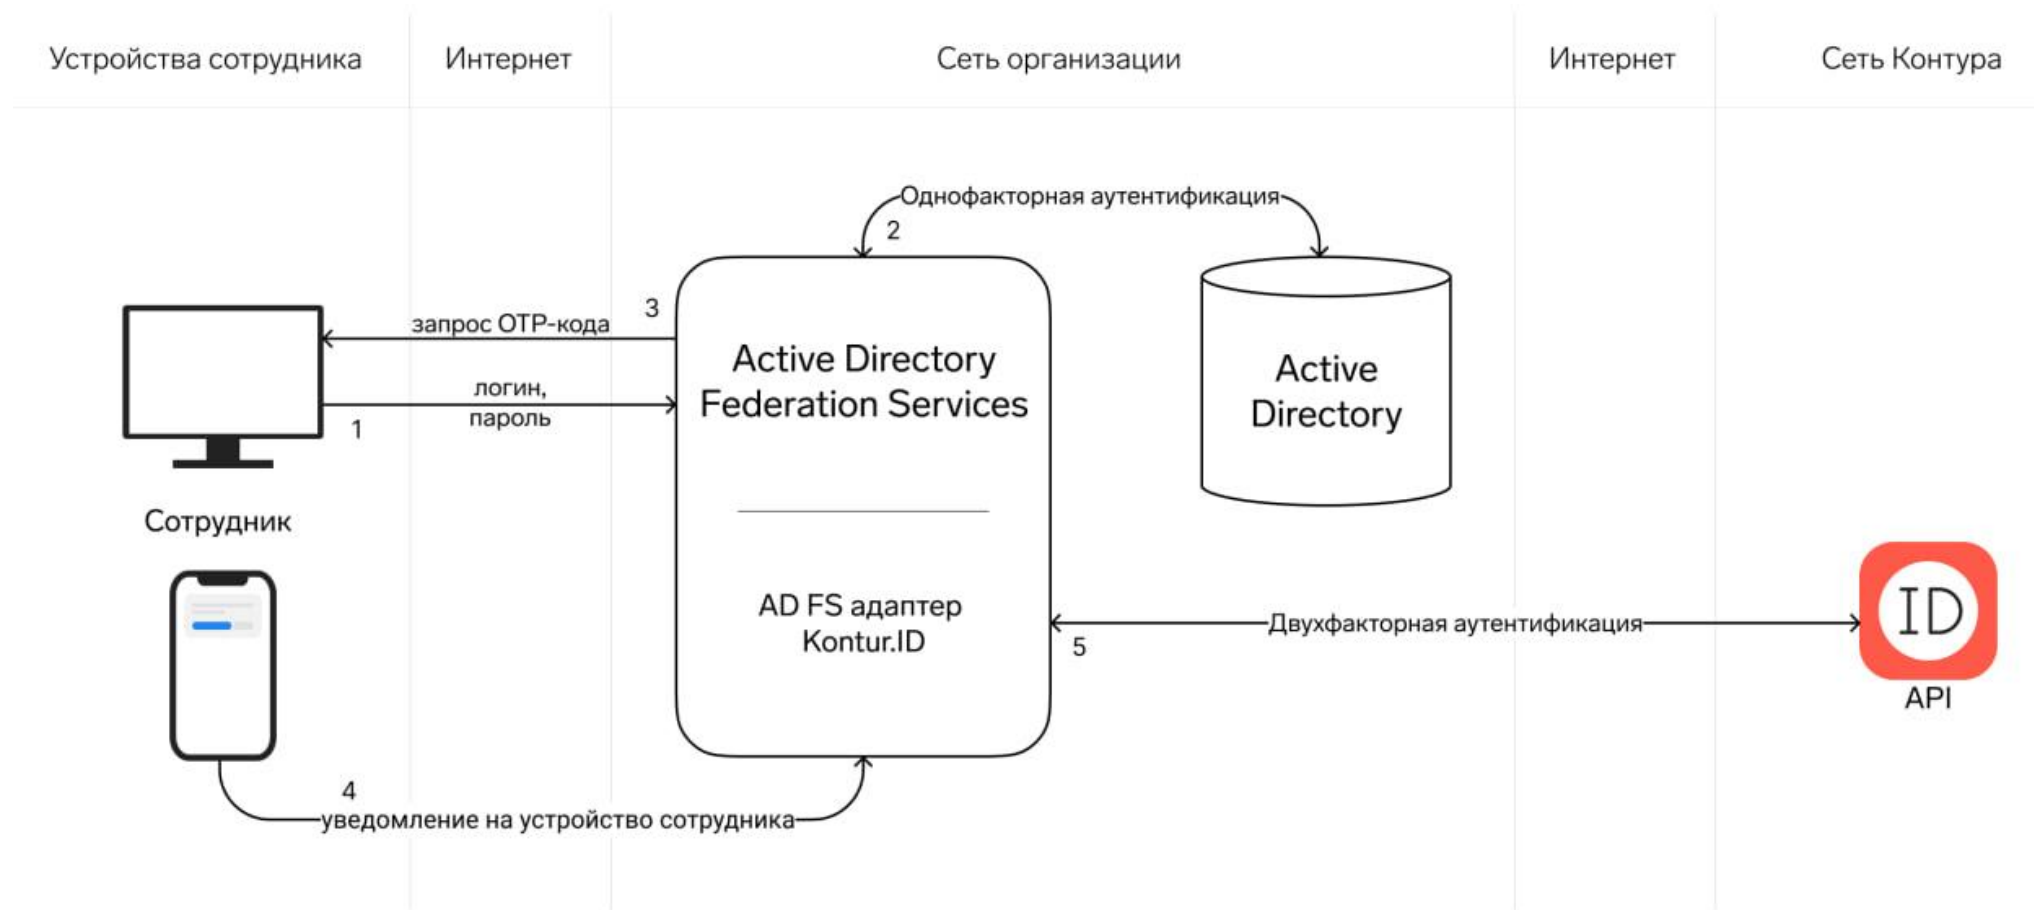 Устройства сотрудника
Интернет
Сеть организации
Интернет
Сеть Контура
Однофакторная аутентификация
2
3
запрос OTP-кода
логин,
пароль
1
Active Directory
Federation Services
Active
Directory
Сотрудник
AD FS адаптер
Kontur.ID
Двухфакторная аутентификация
5
ID
API
4
уведомление на устройство сотрудника